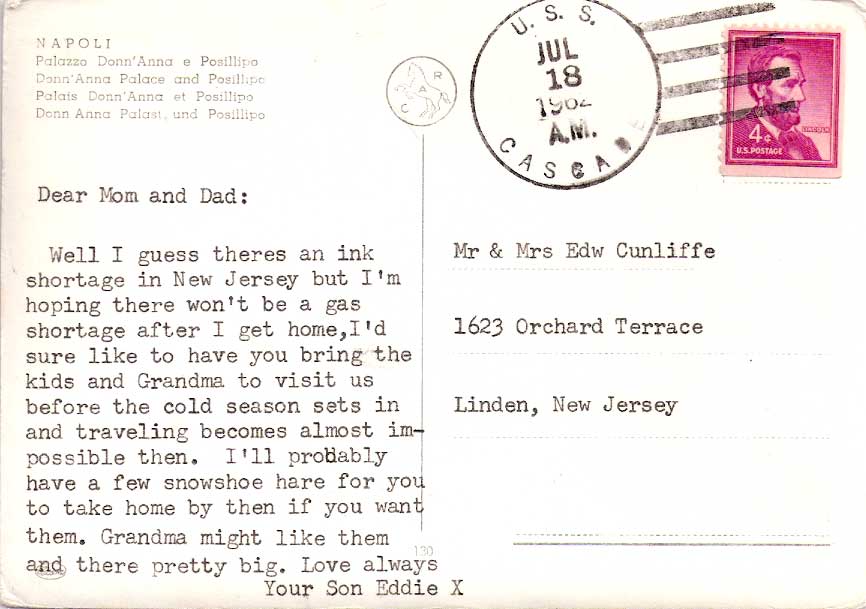 NAPOLI
Palazzo Donn'Anna e Posillipo
Donn'Anna Palace and Posillipo
Palais Donn'Anna et Posillipo
Donn Anna Palast, und Posillipo
CAR
U. S. S.
JUL
18
1962
A.M.
CASCADE
LINCOLN
4¢
U.S. POSTAGE
Dear Mom and Dad:
Well I guess theres an ink
shortage in New Jersey but I'm
hoping there won't be a gas
shortage after I get home,I'd
sure like to have you bring the
kids and Grandma to visit us
before the cold season sets in
and traveling becomes almost im-
possible then. I'll probably
have a few snowshoe hare for you
to take home by then if you want
them. Grandma might like them
and there pretty big. Love always
Your Son Eddie X
Mr & Mrs Edw Cunliffe
1623 Orchard Terrace
Linden, New Jersey
130